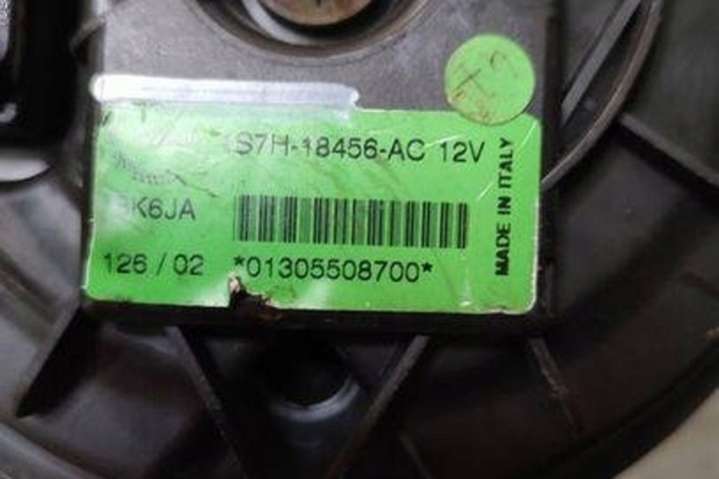 1S7H-18456-AC 12V
K6JA
126 / 02
*01305508700*
MADE IN ITALY